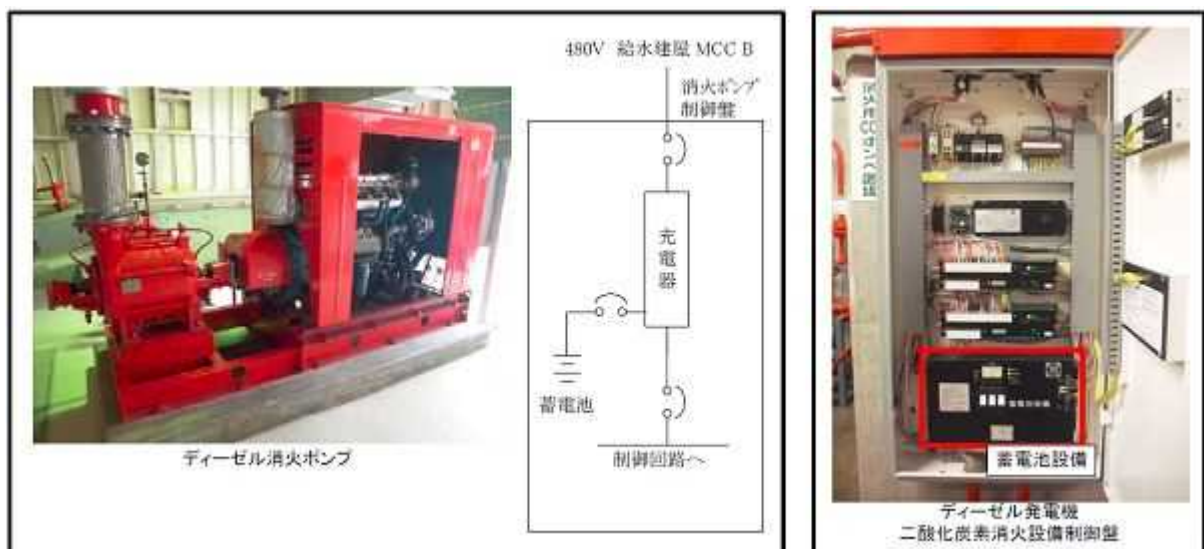 480V 給水建屋 MCC B
消火ポンプ
制御盤
充電器
蓄電池
制御回路へ
ディーゼル消火ポンプ
蓄電池設備
ディーゼル発電機
二酸化炭素消火設備制御盤